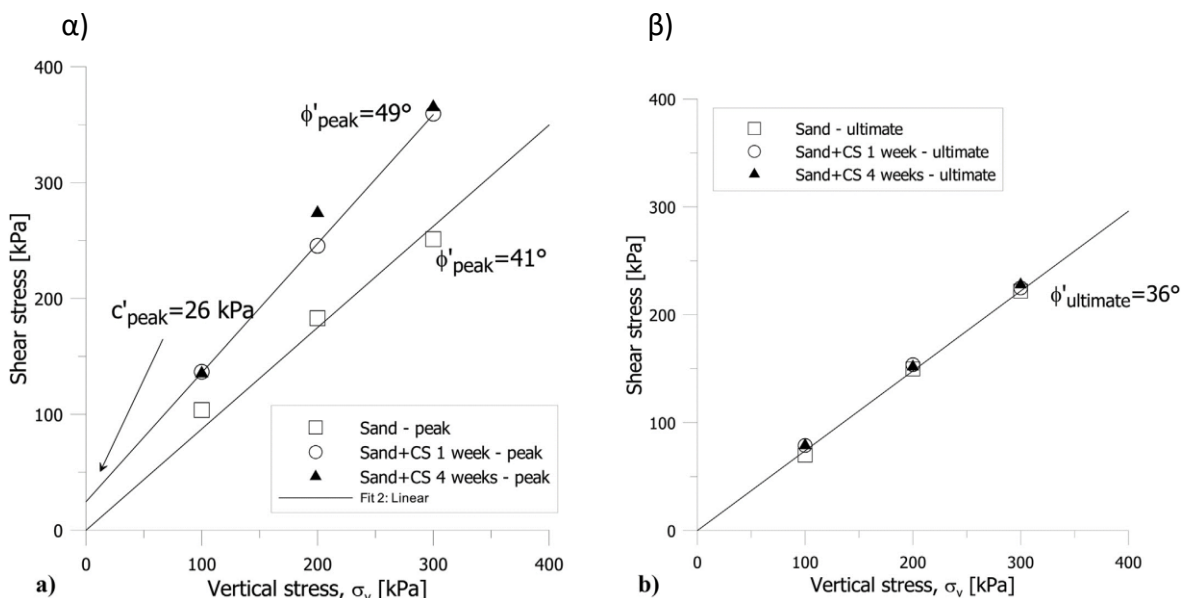 α)
400
300
200
100
0
Shear stress [kPa]
ϕ'peak=49°
ϕ'peak=41°
c'peak=26 kPa
Sand - peak
Sand+CS 1 week - peak
Sand+CS 4 weeks - peak
Fit 2: Linear
0 100 200 300 400
a) Vertical stress, σv [kPa]
β)
400
300
200
100
0
Shear stress [kPa]
Sand - ultimate
Sand+CS 1 week - ultimate
Sand+CS 4 weeks - ultimate
ϕ'ultimate=36°
0 100 200 300 400
b) Vertical stress, σv [kPa]